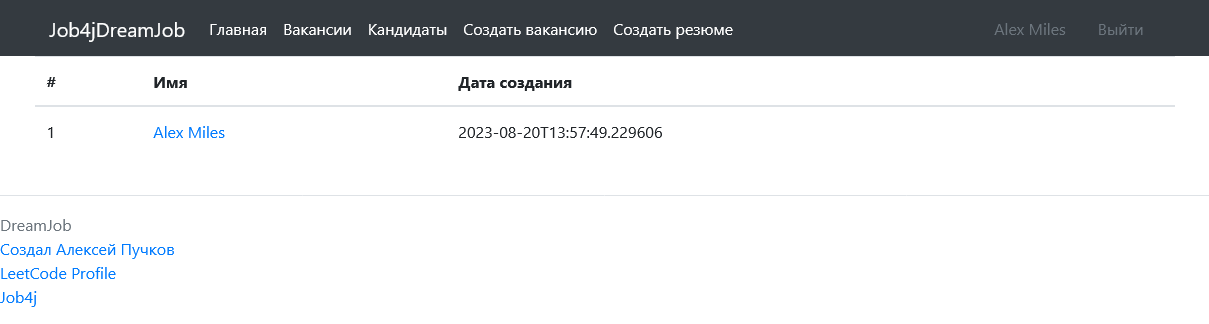 Job4jDreamJob Главная Вакансии Кандидаты Создать вакансию Создать резюме Alex Miles Выйти
# Имя Дата создания
1 Alex Miles 2023-08-20T13:57:49.229606
DreamJob
Создал Алексей Пучков
LeetCode Profile
Job4j